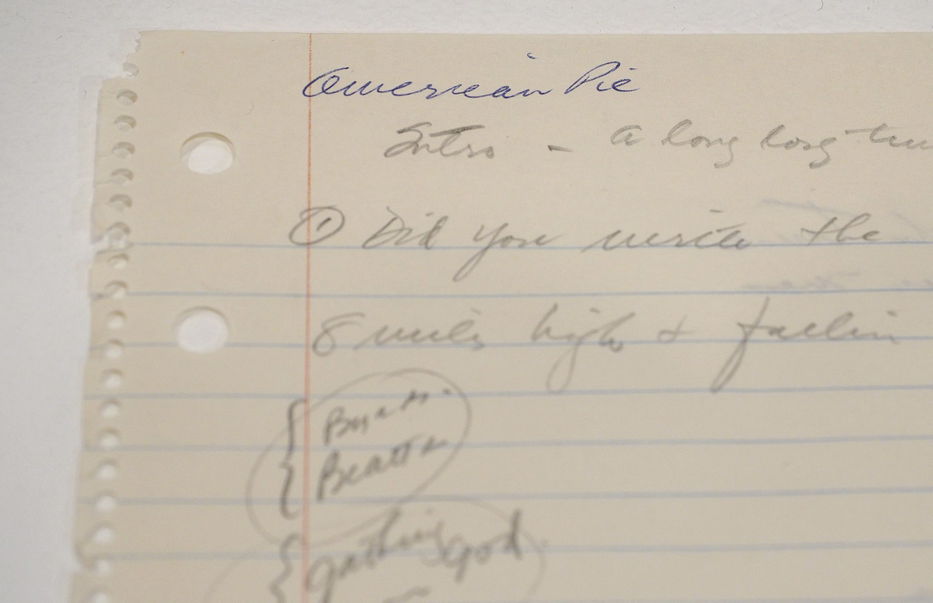 American Pie
Intro - A long long
① Did you write the
8 miles high + fallin
Byrds
Beatles
god